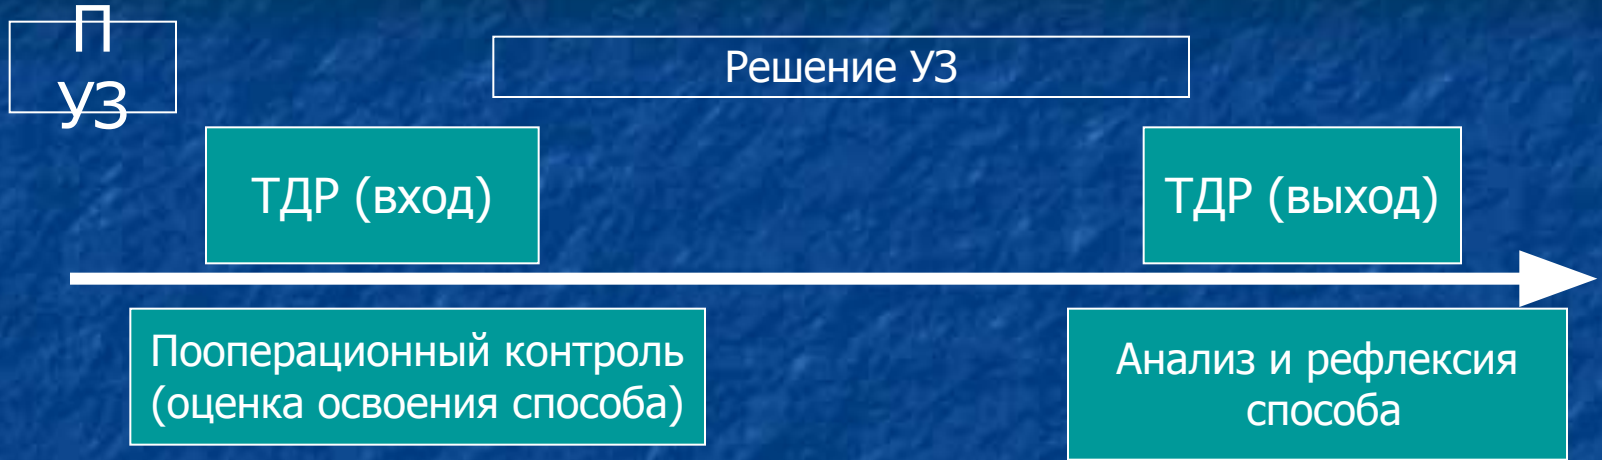 П
УЗ
Решение УЗ
ТДР (вход)
ТДР (выход)
Пооперационный контроль
(оценка освоения способа)
Анализ и рефлексия
способа